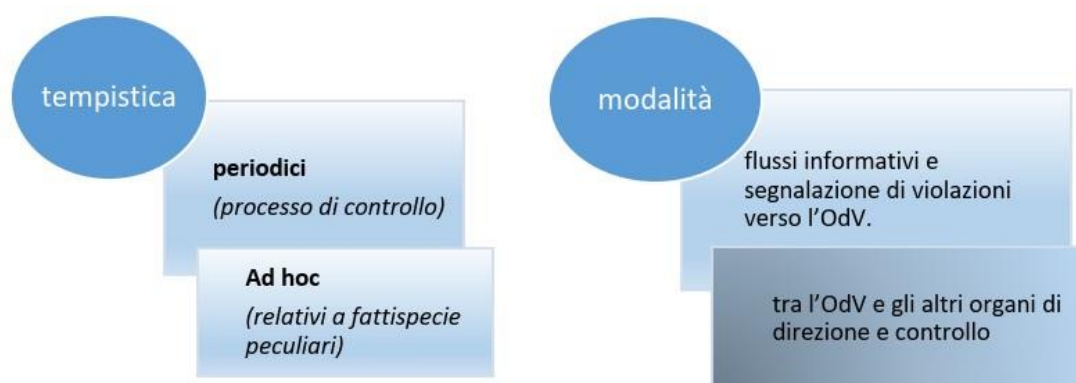 tempistica
periodici
(processo di controllo)
Ad hoc
(relativi a fattispecie
peculiari)
modalità
flussi informativi e
segnalazione di violazioni
verso l'OdV.
tra l'OdV e gli altri organi di
direzione e controllo